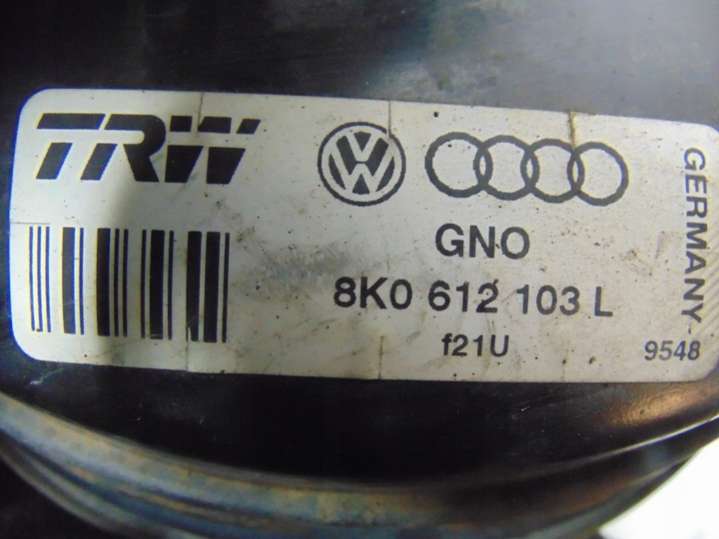 TRW
GNO
8K0 612 103 L
f21U
GERMANY
9548